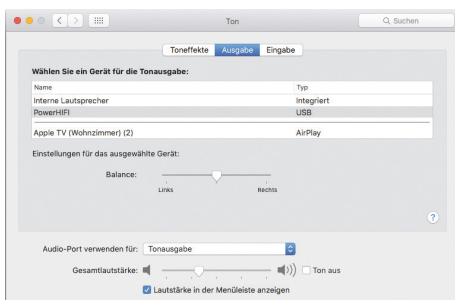 Ton
Suchen
Toneffekte Ausgabe Eingabe
Wählen Sie ein Gerät für die Tonausgabe:
Name Typ
Interne Lautsprecher Integriert
PowerHIFI USB
Apple TV (Wohnzimmer) (2) AirPlay
Einstellungen für das ausgewählte Gerät:
Balance:
Links Rechts
?
Audio-Port verwenden für: Tonausgabe
Gesamtlautstärke: Ton aus
Lautstärke in der Menüleiste anzeigen